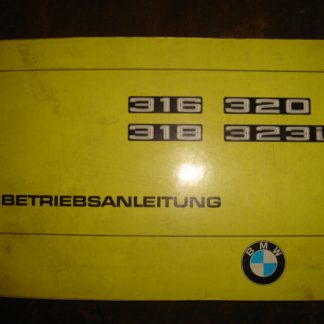 316 320
318 323i
BETRIEBSANLEITUNG
BMW